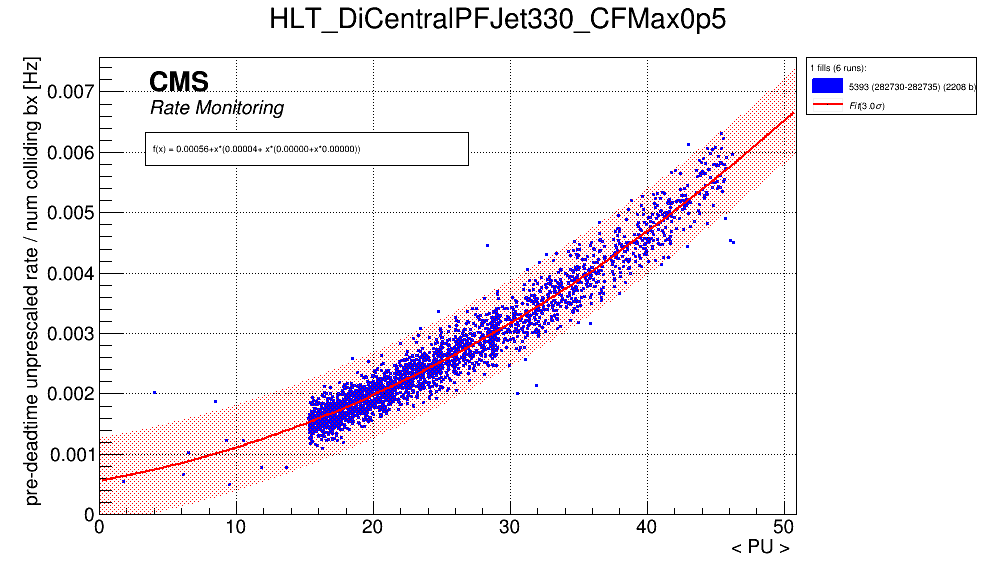 HLT_DiCentralPFJet330_CFMax0p5
pre-deadtime unprescaled rate / num colliding bx [Hz]
CMS
Rate Monitoring
f(x) = 0.00056+x*(0.00004+ x*(0.00000+x*0.00000))
0.007
0.006
0.005
0.004
0.003
0.002
0.001
0
0 10 20 30 40 50
< PU >
1 fills (6 runs):
5393 (282730-282735) (2208 b)
Fit(3.0σ)